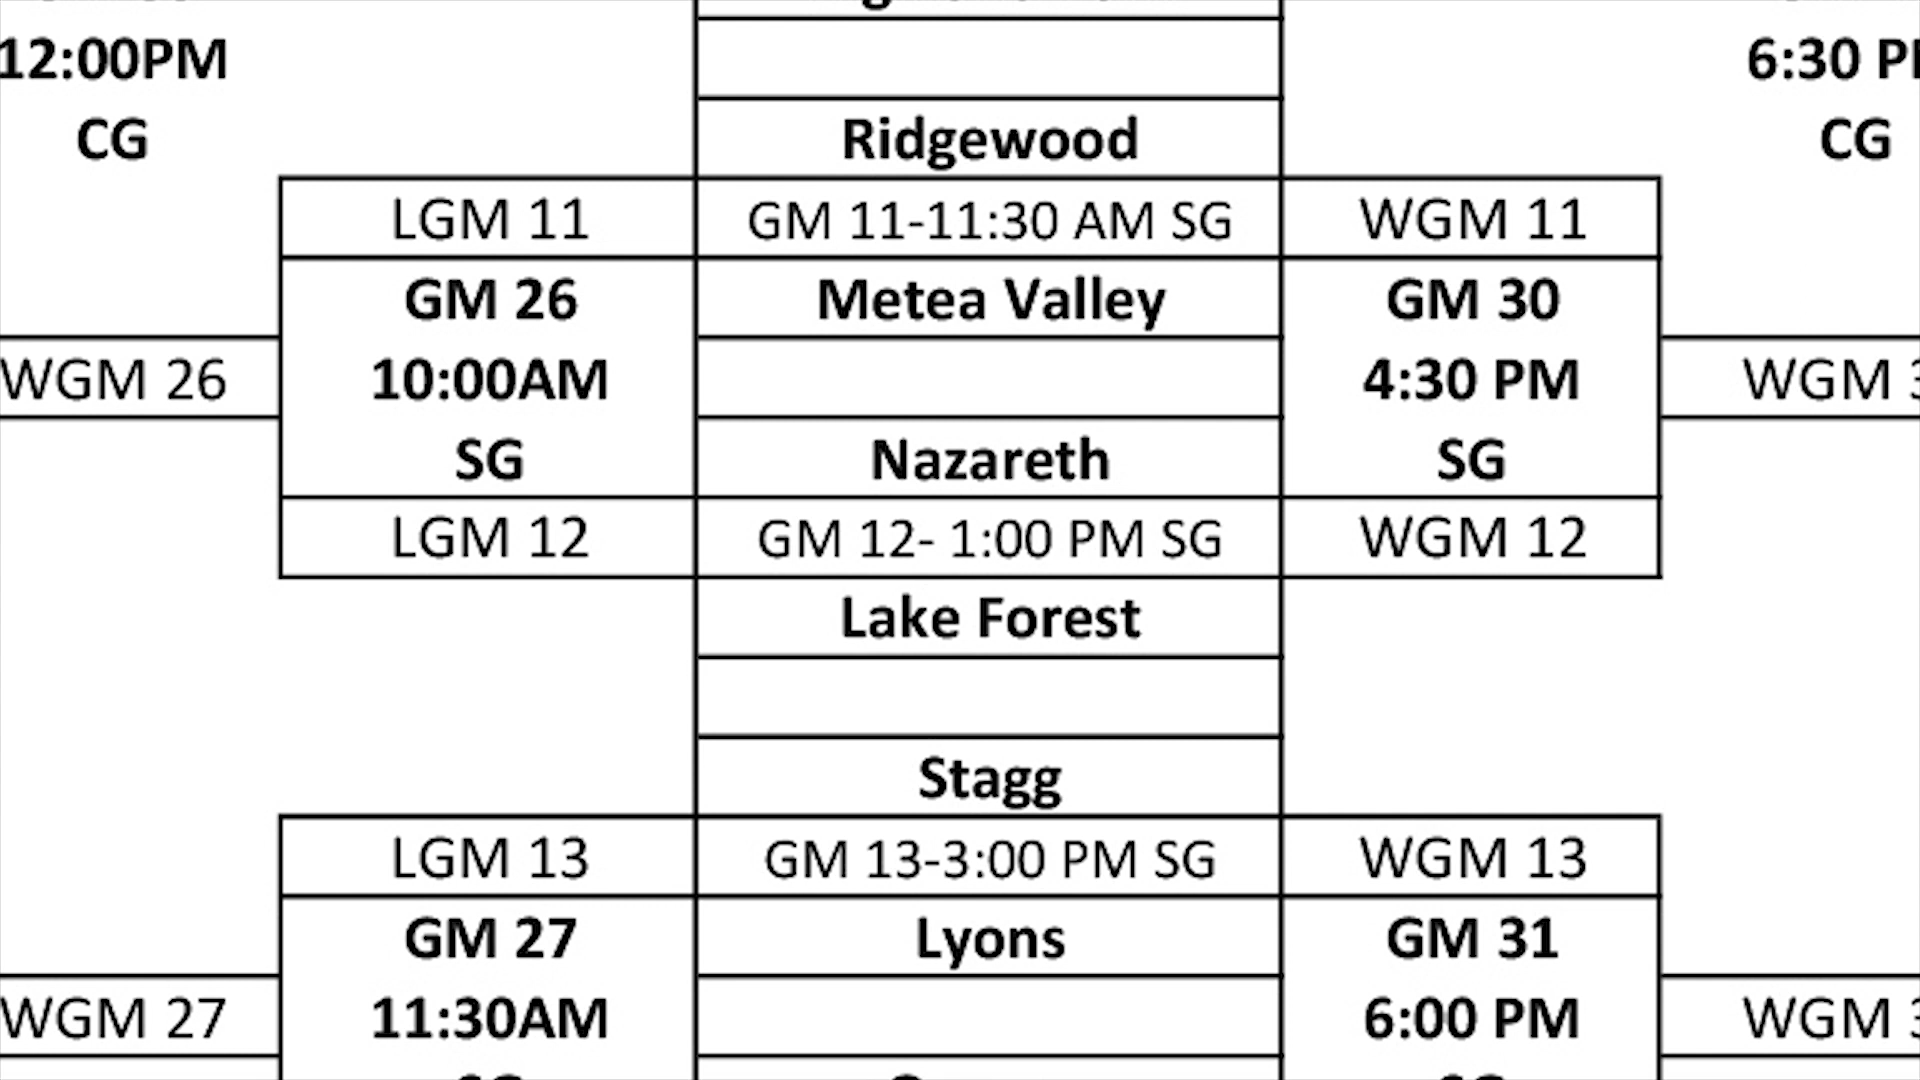 12:00PM
CG
6:30
CG
Ridgewood
LGM 11
GM 11-11:30 AM SG
WGM 11
GM 26
10:00AM
SG
Metea Valley
GM 30
4:30 PM
SG
WGM 26
WGM
Nazareth
LGM 12
GM 12- 1:00 PM SG
WGM 12
Lake Forest
Stagg
LGM 13
GM 13-3:00 PM SG
WGM 13
GM 27
11:30AM
Lyons
GM 31
6:00 PM
WGM 27
WGM